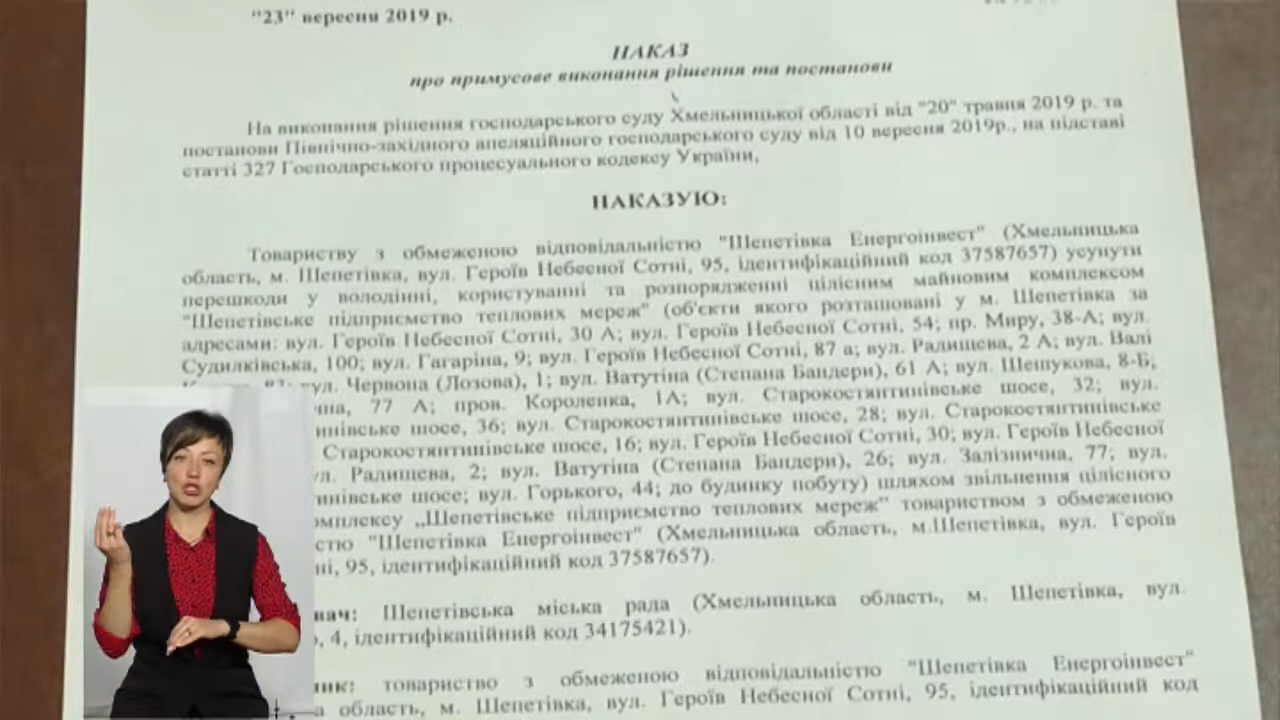 "23" вересня 2019 р.
НАКАЗ
про примусове виконання рішення та постанови
На виконання рішення господарського суду Хмельницької області від "20" травня 2019 р. та
постанови Північно-західного апеляційного господарського суду від 10 вересня 2019р., на підставі
статті 327 Господарського процесуального кодексу України,
НАКАЗУЮ:
Товариству з обмеженою відповідальністю "Шепетівка Енергоінвест" (Хмельницька
область, м. Шепетівка, вул. Героїв Небесної Сотні, 95, ідентифікаційний код 37587657) усунути
перешкоди у володінні, користуванні та розпорядженні цілісним майновим комплексом
"Шепетівське підприємство теплових мереж" (об'єкти якого розташовані у м. Шепетівка за
адресами: вул. Героїв Небесної Сотні, 30 А; вул. Героїв Небесної Сотні, 54; пр. Миру, 38-А; вул.
Судилківська, 100; вул. Гагаріна, 9; вул. Героїв Небесної Сотні, 87 а; вул. Радищева, 2 А; вул. Валі
вул. Червона (Лозова), 1; вул. Ватутіна (Степана Бандери), 61 А; вул. Шешукова, 8-Б;
чна, 77 А; пров. Короленка, 1А; вул. Старокостянтинівське шосе, 32; вул.
инівське шосе, 36; вул. Старокостянтинівське шосе, 28; вул. Старокостянтинівське
Старокостянтинівське шосе, 16; вул. Героїв Небесної Сотні, 30; вул. Героїв Небесної
ул. Радищева, 2; вул. Ватутіна (Степана Бандери), 26; вул. Залізнична, 77; вул.
тинівське шосе; вул. Горького, 44; до будинку побуту) шляхом звільнення цілісного
омплексу „Шепетівське підприємство теплових мереж" товариством з обмеженою
стю "Шепетівка Енергоінвест" (Хмельницька область, м.Шепетівка, вул. Героїв
ні, 95, ідентифікаційний код 37587657).
вач: Шепетівська міська рада (Хмельницька область, м. Шепетівка, вул.
4, ідентифікаційний код 34175421).
ник: товариство з обмеженою відповідальністю "Шепетівка Енергоінвест"
а область, м. Шепетівка, вул. Героїв Небесної Сотні, 95, ідентифікаційний код